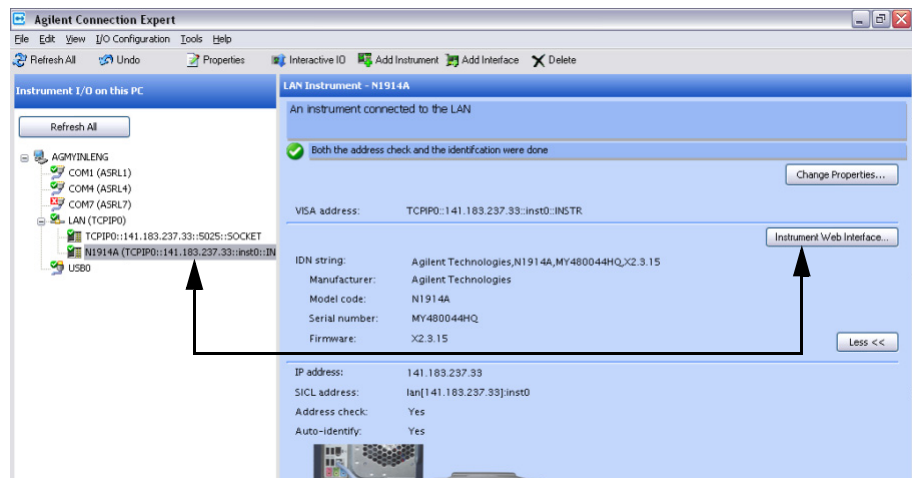 Agilent Connection Expert
File Edit View I/O Configuration Tools Help
Refresh All Undo Properties Interactive IO Add Instrument Add Interface Delete
Instrument I/O on this PC
Refresh All
AGMYINLENG
COM1 (ASRL1)
COM4 (ASRL4)
COM7 (ASRL7)
LAN (TCPIP0)
TCPIP0::141.183.237.33::5025::SOCKET
N1914A (TCPIP0::141.183.237.33::inst0::IN
USB0
LAN Instrument - N1914A
An instrument connected to the LAN
Both the address check and the identifcation were done
Change Properties...
VISA address: TCPIP0::141.183.237.33::inst0::INSTR
Instrument Web Interface...
IDN string: Agilent Technologies,N1914A,MY480044HQ,X2.3.15
Manufacturer: Agilent Technologies
Model code: N1914A
Serial number: MY480044HQ
Firmware: X2.3.15
Less <<
IP address: 141.183.237.33
SICL address: lan[141.183.237.33]:inst0
Address check: Yes
Auto-identify: Yes